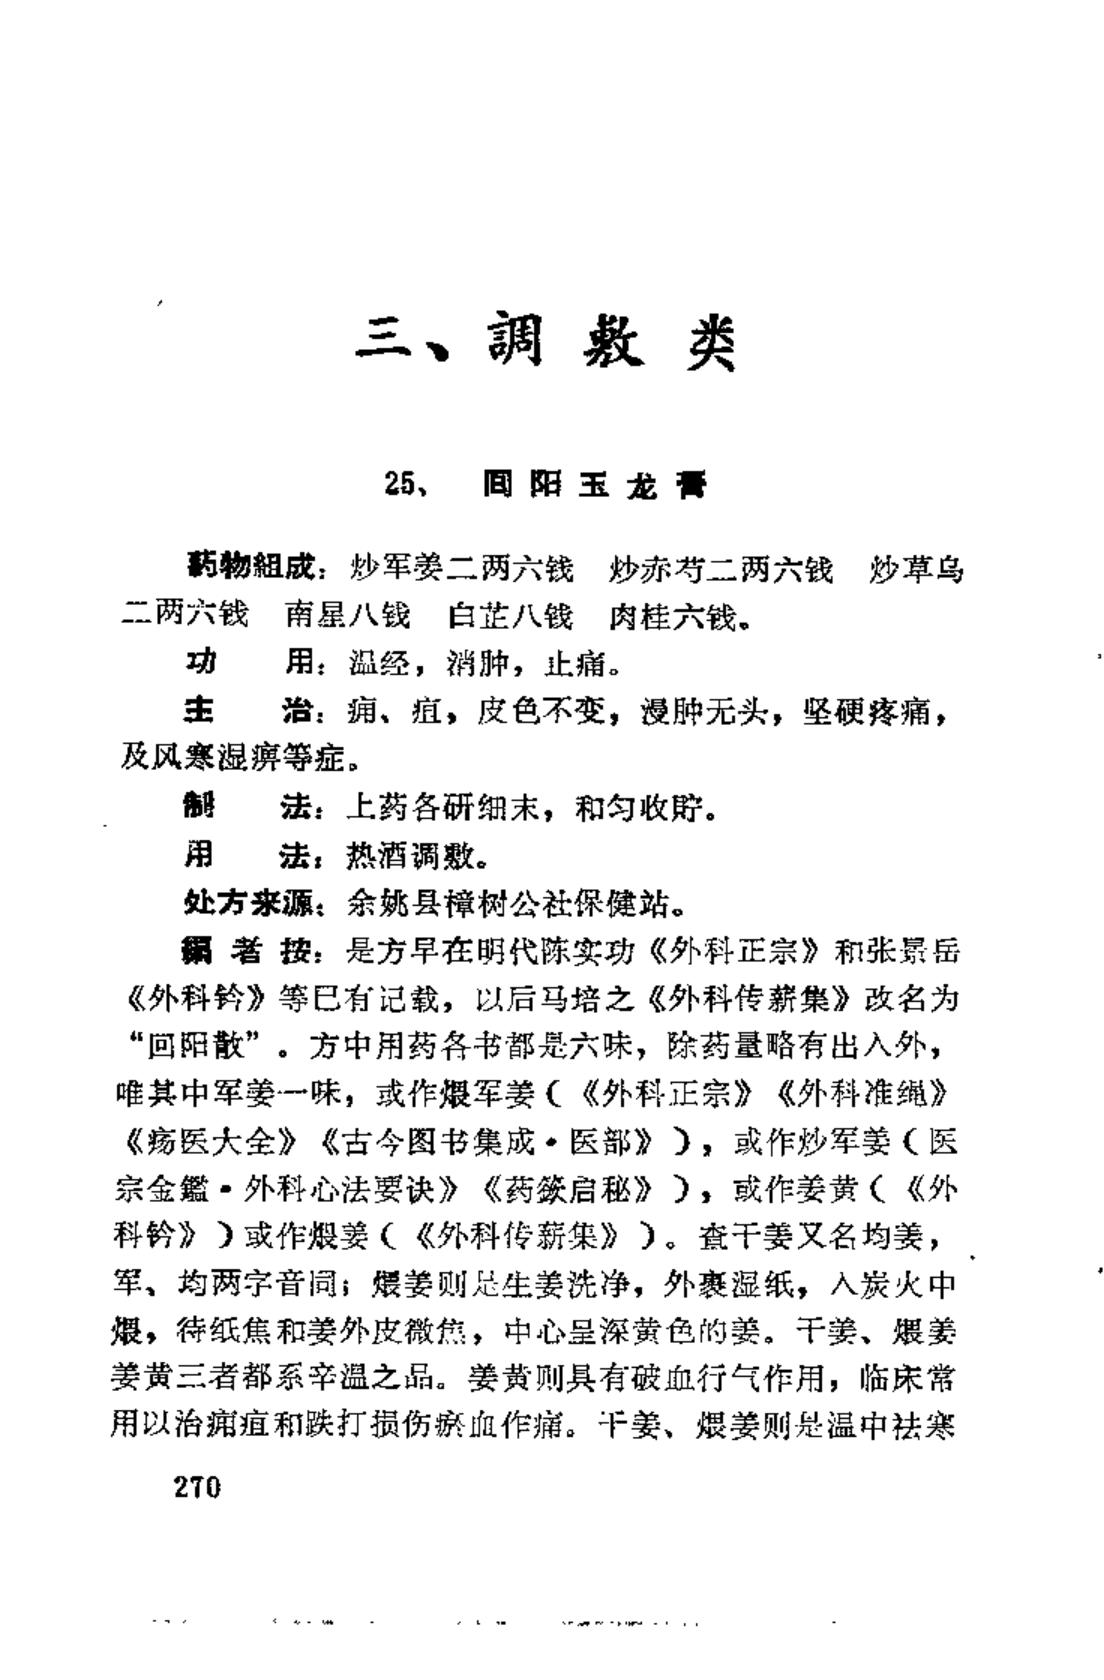 三、調敷类
25、 囘阳玉龙膏
药物組成：炒军姜二两六钱 炒赤芍二两六钱 炒草乌
二两六钱 南星八钱 白芷八钱 肉桂六钱。
功 用：温经，消肿，止痛。
主 治：痈、疽，皮色不变，漫肿无头，坚硬疼痛，
及风寒湿痹等症。
制 法：上药各研细末，和匀收貯。
用 法：热酒调敷。
处方来源：余姚县樟树公社保健站。
編 者 按：是方早在明代陈实功《外科正宗》和张景岳
《外科钤》等已有记载，以后马培之《外科传薪集》改名为
“回阳散”。方中用药各书都是六味，除药量略有出入外，
唯其中军姜一味，或作煨军姜（《外科正宗》《外科准绳》
《疡医大全》《古今图书集成·医部》），或作炒军姜（医
宗金鑑·外科心法要诀》《药籢启秘》），或作姜黄（《外
科钤》）或作煨姜（《外科传薪集》）。查干姜又名均姜，
军、均两字音同；煨姜则是生姜洗净，外裹湿纸，入炭火中
煨，待纸焦和姜外皮微焦，中心呈深黄色的姜。干姜、煨姜
姜黄三者都系辛温之品。姜黄则具有破血行气作用，临床常
用以治痈疽和跌打损伤瘀血作痛。干姜、煨姜则是温中祛寒
270